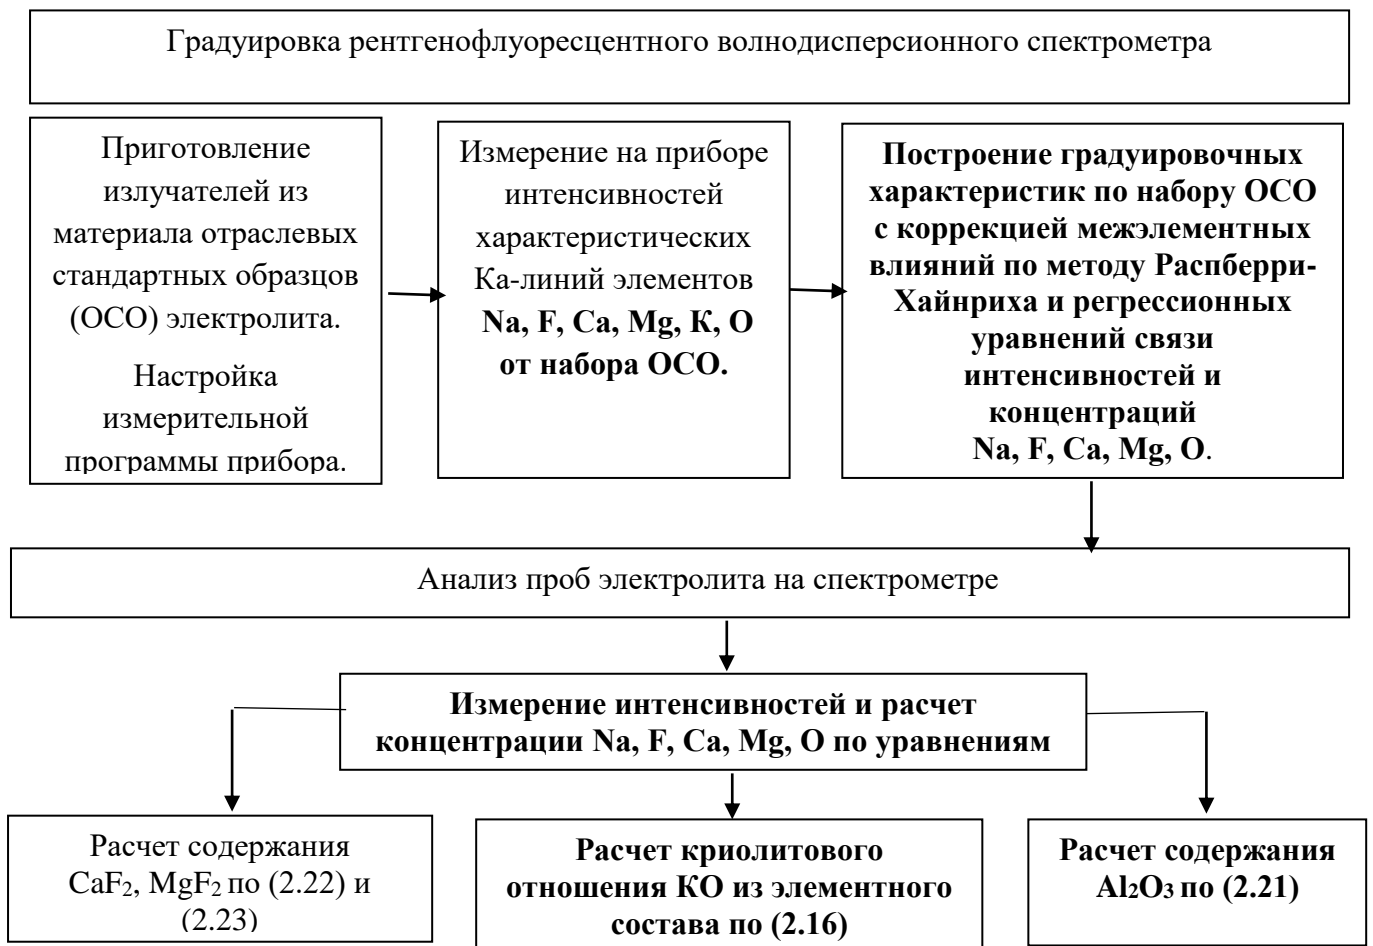 Градуировка рентгенофлуоресцентного волнодисперсионного спектрометра
Приготовление
излучателей из
материала отраслевых
стандартных образцов
(ОСО) электролита.
Настройка
измерительной
программы прибора.
Измерение на приборе
интенсивностей
характеристических
Ka-линий элементов
Na, F, Ca, Mg, К, О
от набора ОСО.
Построение градуировочных
характеристик по набору ОСО
с коррекцией межэлементных
влияний по методу Распберри-
Хайнриха и регрессионных
уравнений связи
интенсивностей и
концентраций
Na, F, Ca, Mg, O.
Анализ проб электролита на спектрометре
Измерение интенсивностей и расчет
концентрации Na, F, Ca, Mg, O по уравнениям
Расчет содержания
CaF₂, MgF₂ по (2.22) и
(2.23)
Расчет криолитового
отношения КО из элементного
состава по (2.16)
Расчет содержания
Al₂O₃ по (2.21)